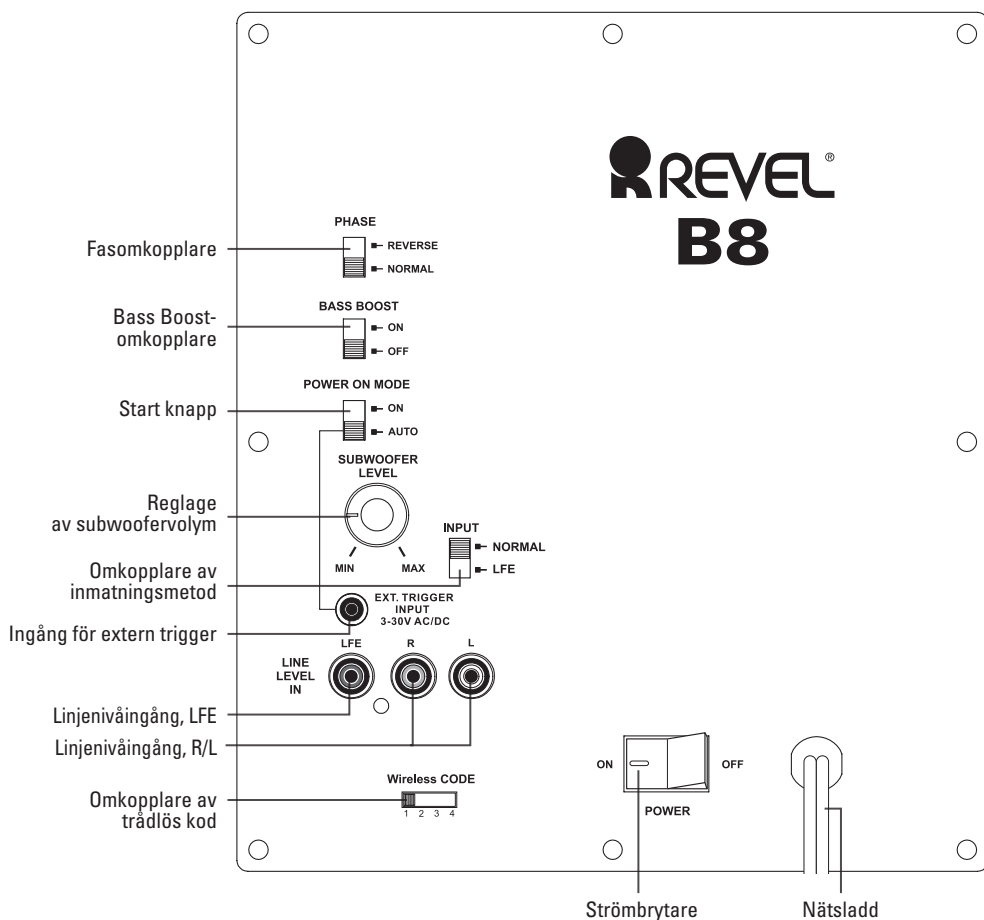 REVEL®
B8
PHASE
Fasomkopplare
REVERSE
NORMAL
BASS BOOST
Bass Boost-
omkopplare
ON
OFF
POWER ON MODE
Start knapp
ON
AUTO
SUBWOOFER
LEVEL
Reglage
av subwoofervolym
MIN
MAX
INPUT
NORMAL
LFE
Omkopplare av
inmatningsmetod
EXT. TRIGGER
INPUT
3-30V AC/DC
Ingång för extern trigger
LFE
R
L
LINE
LEVEL
IN
Linjenivåingång, LFE
Linjenivåingång, R/L
ON
OFF
POWER
Wireless CODE
1 2 3 4
Omkopplare av
trådlös kod
Strömbrytare
Nätsladd